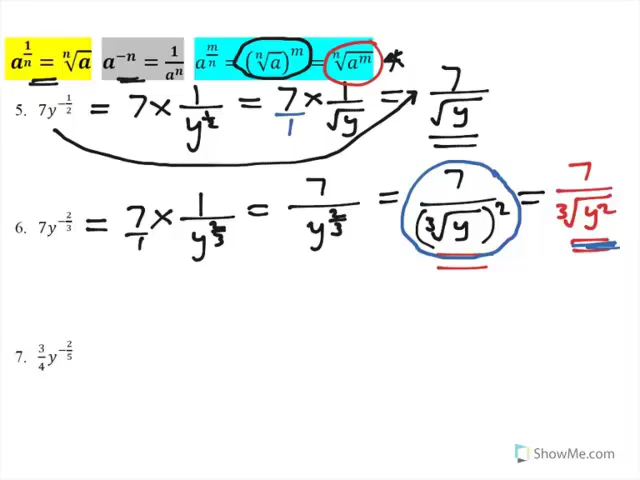 a^{1/n} = ⁿ√a   a^{-n} = 1/aⁿ   a^{m/n} = (ⁿ√a)^m = ⁿ√(a^m) *
5. 7y^{-1/2} = 7 × 1/y^{1/2} = 7/1 × 1/√y = 7/√y
6. 7y^{-2/3} = 7/1 × 1/y^{2/3} = 7/y^{2/3} = 7/(³√y)² = 7/³√(y²)
7. 3/4 y^{-2/5}
ShowMe.com